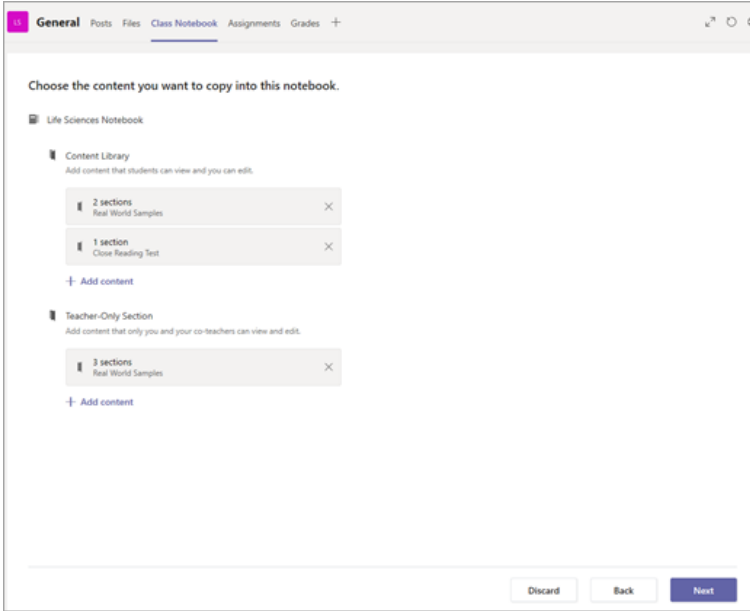 LS General Posts Files Class Notebook Assignments Grades
Choose the content you want to copy into this notebook.
Life Sciences Notebook
Content Library
Add content that students can view and you can edit.
2 sections
Real World Samples
1 section
Close Reading Test
+ Add content
Teacher-Only Section
Add content that only you and your co-teachers can view and edit.
3 sections
Real World Samples
+ Add content
Discard Back Next